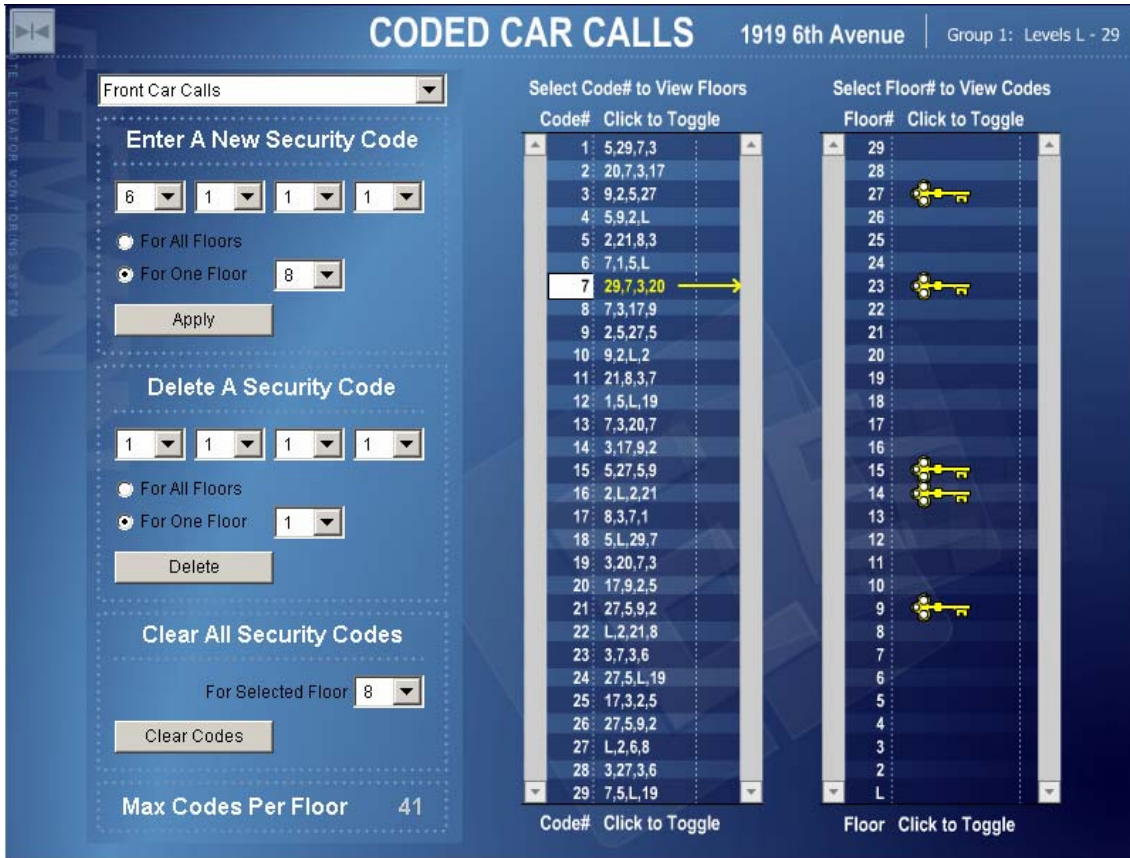 CODED CAR CALLS 1919 6th Avenue Group 1: Levels L - 29
Front Car Calls
Enter A New Security Code
6 1 1 1
For All Floors
For One Floor 8
Apply
Delete A Security Code
1 1 1 1
For All Floors
For One Floor 1
Delete
Clear All Security Codes
For Selected Floor 8
Clear Codes
Max Codes Per Floor 41
Select Code# to View Floors
Code# Click to Toggle
1 5,29,7,3
2 20,7,3,17
3 9,2,5,27
4 5,9,2,L
5 2,21,8,3
6 7,1,5,L
7 29,7,3,20
8 7,3,17,9
9 2,5,27,5
10 9,2,L,2
11 21,8,3,7
12 1,5,L,19
13 7,3,20,7
14 3,17,9,2
15 5,27,5,9
16 2,L,2,21
17 8,3,7,1
18 5,L,29,7
19 3,20,7,3
20 17,9,2,5
21 27,5,9,2
22 L,2,21,8
23 3,7,3,6
24 27,5,L,19
25 17,3,2,5
26 27,5,9,2
27 L,2,6,8
28 3,27,3,6
29 7,5,L,19
Code# Click to Toggle
Select Floor# to View Codes
Floor# Click to Toggle
29
28
27
26
25
24
23
22
21
20
19
18
17
16
15
14
13
12
11
10
9
8
7
6
5
4
3
2
L
Floor Click to Toggle